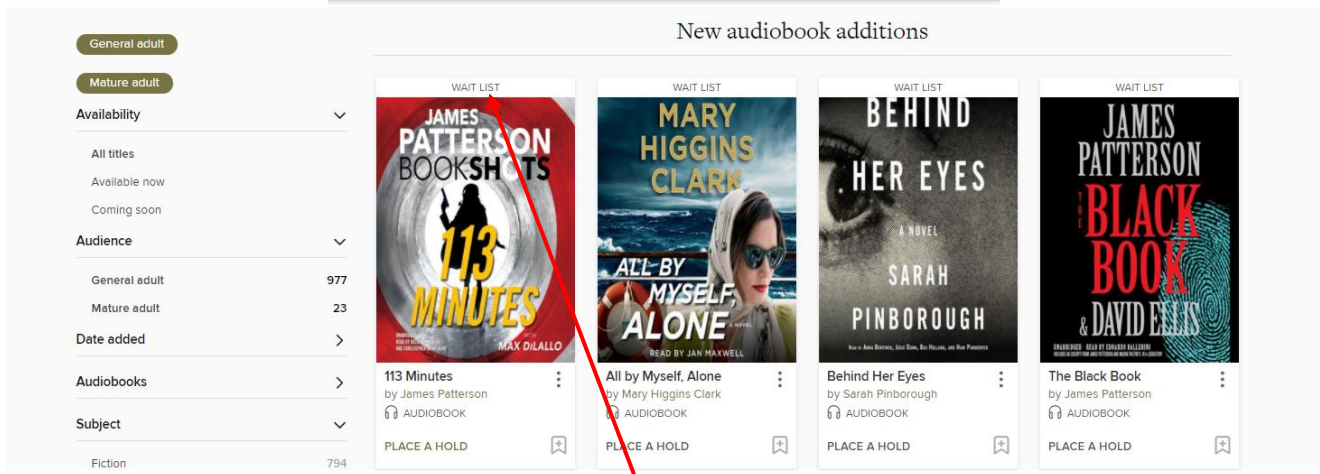 General adult
Mature adult
Availability
All titles
Available now
Coming soon
Audience
General adult 977
Mature adult 23
Date added
Audiobooks
Subject
Fiction 794
New audiobook additions
WAIT LIST
JAMES
PATTERSON
BOOKSHOTS
113
MINUTES
MAX DiLALLO
113 Minutes
by James Patterson
AUDIOBOOK
PLACE A HOLD
WAIT LIST
MARY
HIGGINS
CLARK
ALL BY
MYSELF,
ALONE
A NOVEL
READ BY JAN MAXWELL
All by Myself, Alone
by Mary Higgins Clark
AUDIOBOOK
PLACE A HOLD
WAIT LIST
BEHIND
HER EYES
A NOVEL
SARAH
PINBOROUGH
Behind Her Eyes
by Sarah Pinborough
AUDIOBOOK
PLACE A HOLD
WAIT LIST
JAMES
PATTERSON
THE
BLACK
BOOK
& DAVID ELLIS
UNABRIDGED · READ BY EDOARDO BALLERINI
The Black Book
by James Patterson
AUDIOBOOK
PLACE A HOLD